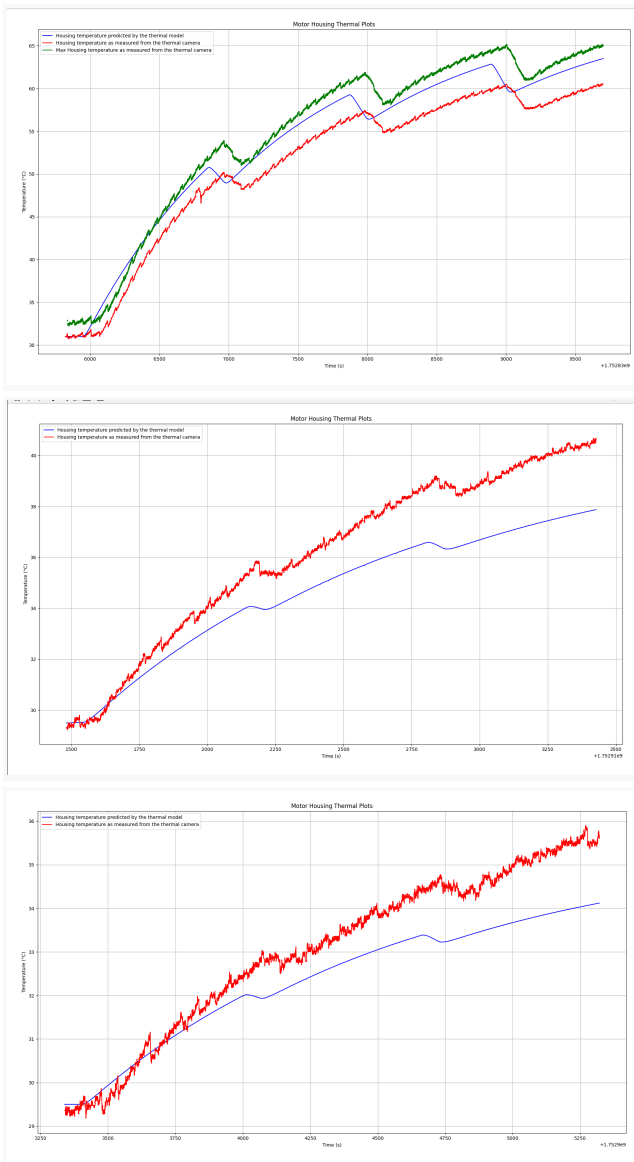 Motor Housing Thermal Plots
Housing temperature predicted by the thermal model
Housing temperature as measured from the thermal camera
Max Housing temperature as measured from the thermal camera
65
60
55
50
45
40
35
30
Temperature (°C)
6000 6500 7000 7500 8000 8500 9000 9500
Time (s)
+1.75283e9
Motor Housing Thermal Plots
Housing temperature predicted by the thermal model
Housing temperature as measured from the thermal camera
40
38
36
34
32
30
Temperature (°C)
1500 1750 2000 2250 2500 2750 3000 3250 3500
Time (s)
+1.75291e9
Motor Housing Thermal Plots
Housing temperature predicted by the thermal model
Housing temperature as measured from the thermal camera
36
35
34
33
32
31
30
29
Temperature (°C)
3250 3500 3750 4000 4250 4500 4750 5000 5250
Time (s)
+1.7529e9